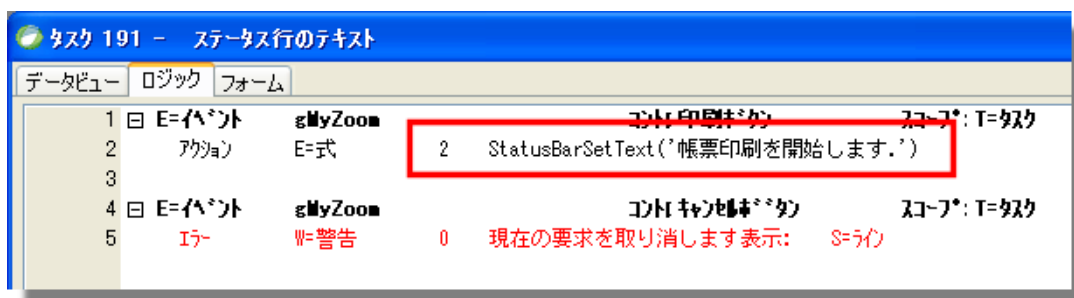 タスク 191 - ステータス行のテキスト
データビュー ロジック フォーム
1 E=イベント gMyZoom コントロ 印刷ボタン スコープ: T=タスク
2 アクション E=式 2 StatusBarSetText('帳票印刷を開始します.')
3
4 E=イベント gMyZoom コントロ キャンセルボタン スコープ: T=タスク
5 エラー W=警告 0 現在の要求を取り消します表示: S=ライン